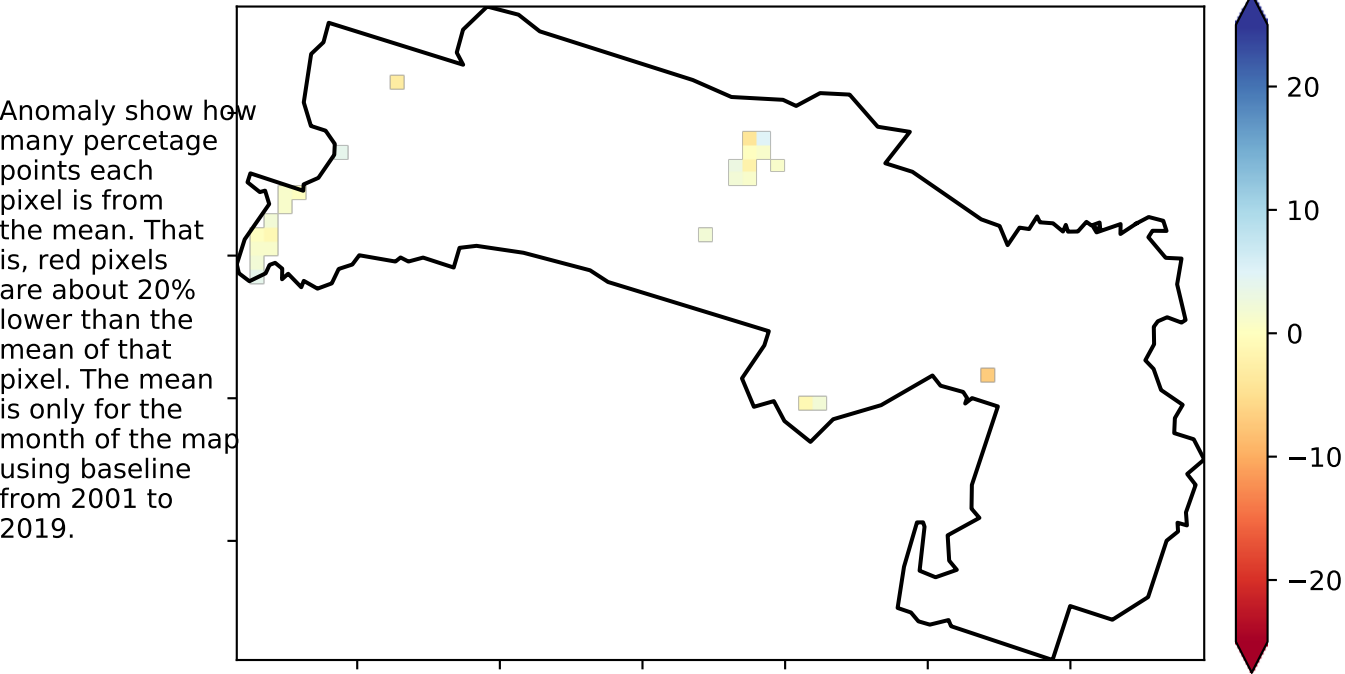 Anomaly show how
many percetage
points each
pixel is from
the mean. That
is, red pixels
are about 20%
lower than the
mean of that
pixel. The mean
is only for the
month of the map
using baseline
from 2001 to
2019.
20
10
0
−10
−20